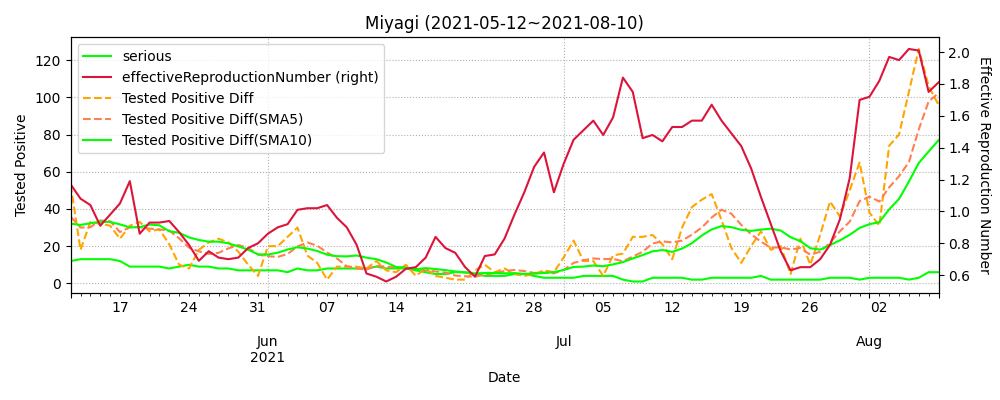 Miyagi (2021-05-12~2021-08-10)
serious
effectiveReproductionNumber (right)
Tested Positive Diff
Tested Positive Diff(SMA5)
Tested Positive Diff(SMA10)
Tested Positive
120
100
80
60
40
20
0
2.0
1.8
1.6
1.4
1.2
1.0
0.8
0.6
Effective Reproduction Number
17 24 31 07 14 21 28 05 12 19 26 02
Jun Jul Aug
2021
Date